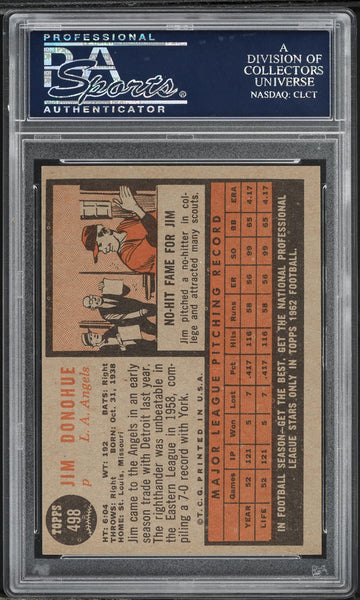 PROFESSIONAL
PSA
Sports
AUTHENTICATOR
A
DIVISION OF
COLLECTORS
UNIVERSE
NASDAQ: CLCT
TOPPS
498
JIM DONOHUE
p L. A. Angels
HT: 6:04 WT: 192 BATS: Right
THROWS: Right BORN: Oct. 31, 1938
HOME: St. Louis, Missouri
Jim came to the Angels in an early
season trade with Detroit last year.
The righthander was unbeatable in
the Eastern League in 1958, com-
piling a 7-0 record with York.
©T.C.G. PRINTED IN U.S.A.
NO-HIT FAME FOR JIM
Jim pitched a no-hitter in col-
lege and attracted many scouts.
MAJOR LEAGUE PITCHING RECORD
Games IP Won Lost Pct Hits Runs ER SO BB ERA
YEAR 52 121 5 7 .417 116 58 56 99 65 4.17
LIFE 52 121 5 7 .417 116 58 56 99 65 4.17
IN FOOTBALL SEASON—GET THE BEST. GET THE NATIONAL PROFESSIONAL
LEAGUE STARS ONLY IN TOPPS 1962 FOOTBALL.